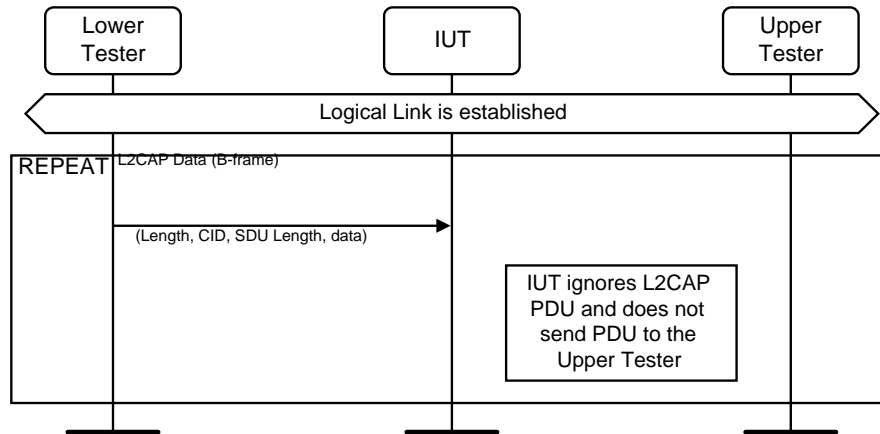 Lower
Tester
IUT
Upper
Tester
Logical Link is established
REPEAT
L2CAP Data (B-frame)
(Length, CID, SDU Length, data)
IUT ignores L2CAP
PDU and does not
send PDU to the
Upper Tester